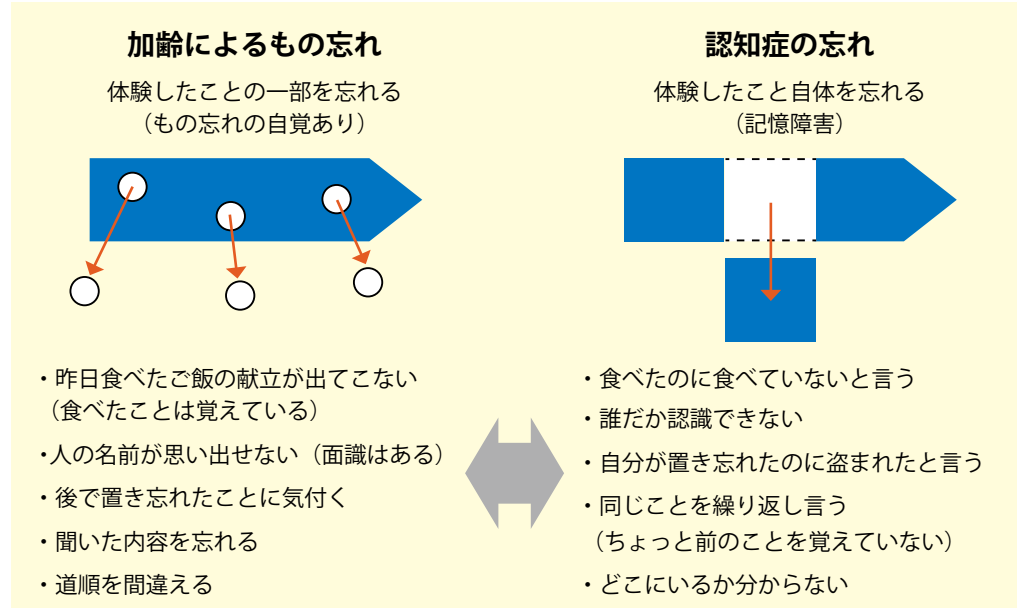 加齢によるもの忘れ
体験したことの一部を忘れる
（もの忘れの自覚あり）
・昨日食べたご飯の献立が出てこない
（食べたことは覚えている）
・人の名前が思い出せない（面識はある）
・後で置き忘れたことに気付く
・聞いた内容を忘れる
・道順を間違える
認知症の忘れ
体験したこと自体を忘れる
（記憶障害）
・食べたのに食べていないと言う
・誰だか認識できない
・自分が置き忘れたのに盗まれたと言う
・同じことを繰り返し言う
（ちょっと前のことを覚えていない）
・どこにいるか分からない